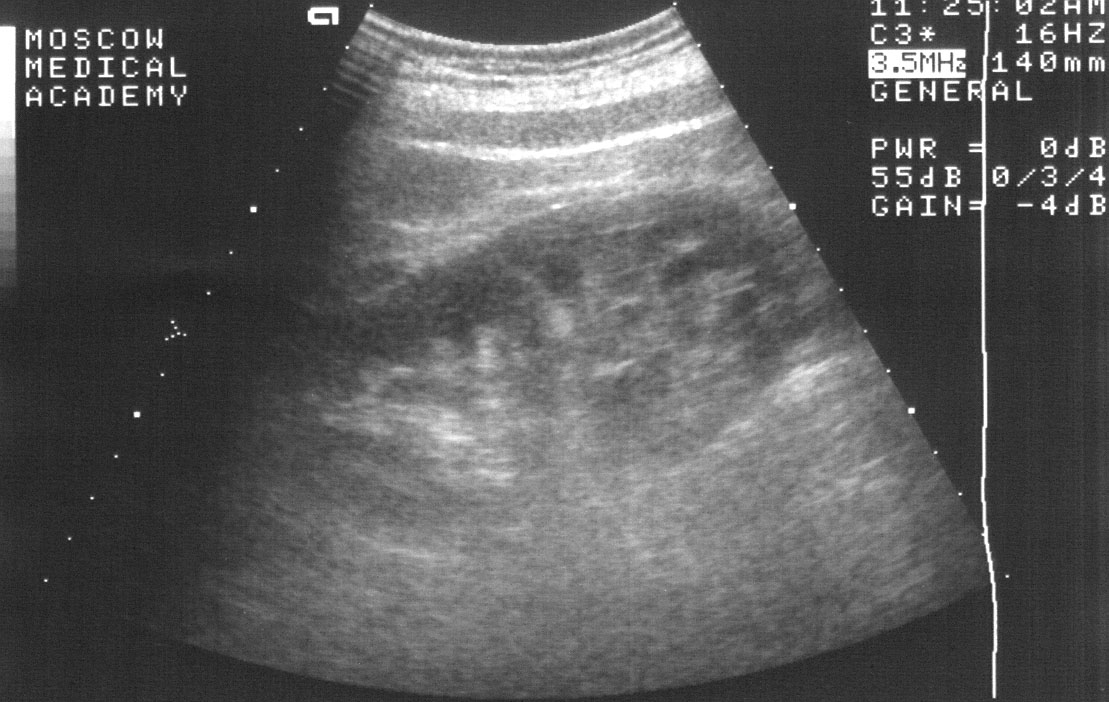 MOSCOW
MEDICAL
ACADEMY
11:25:02AM
C3* 16HZ
3.5MHz 140mm
GENERAL
PWR = 0dB
55dB 0/3/4
GAIN= -4dB